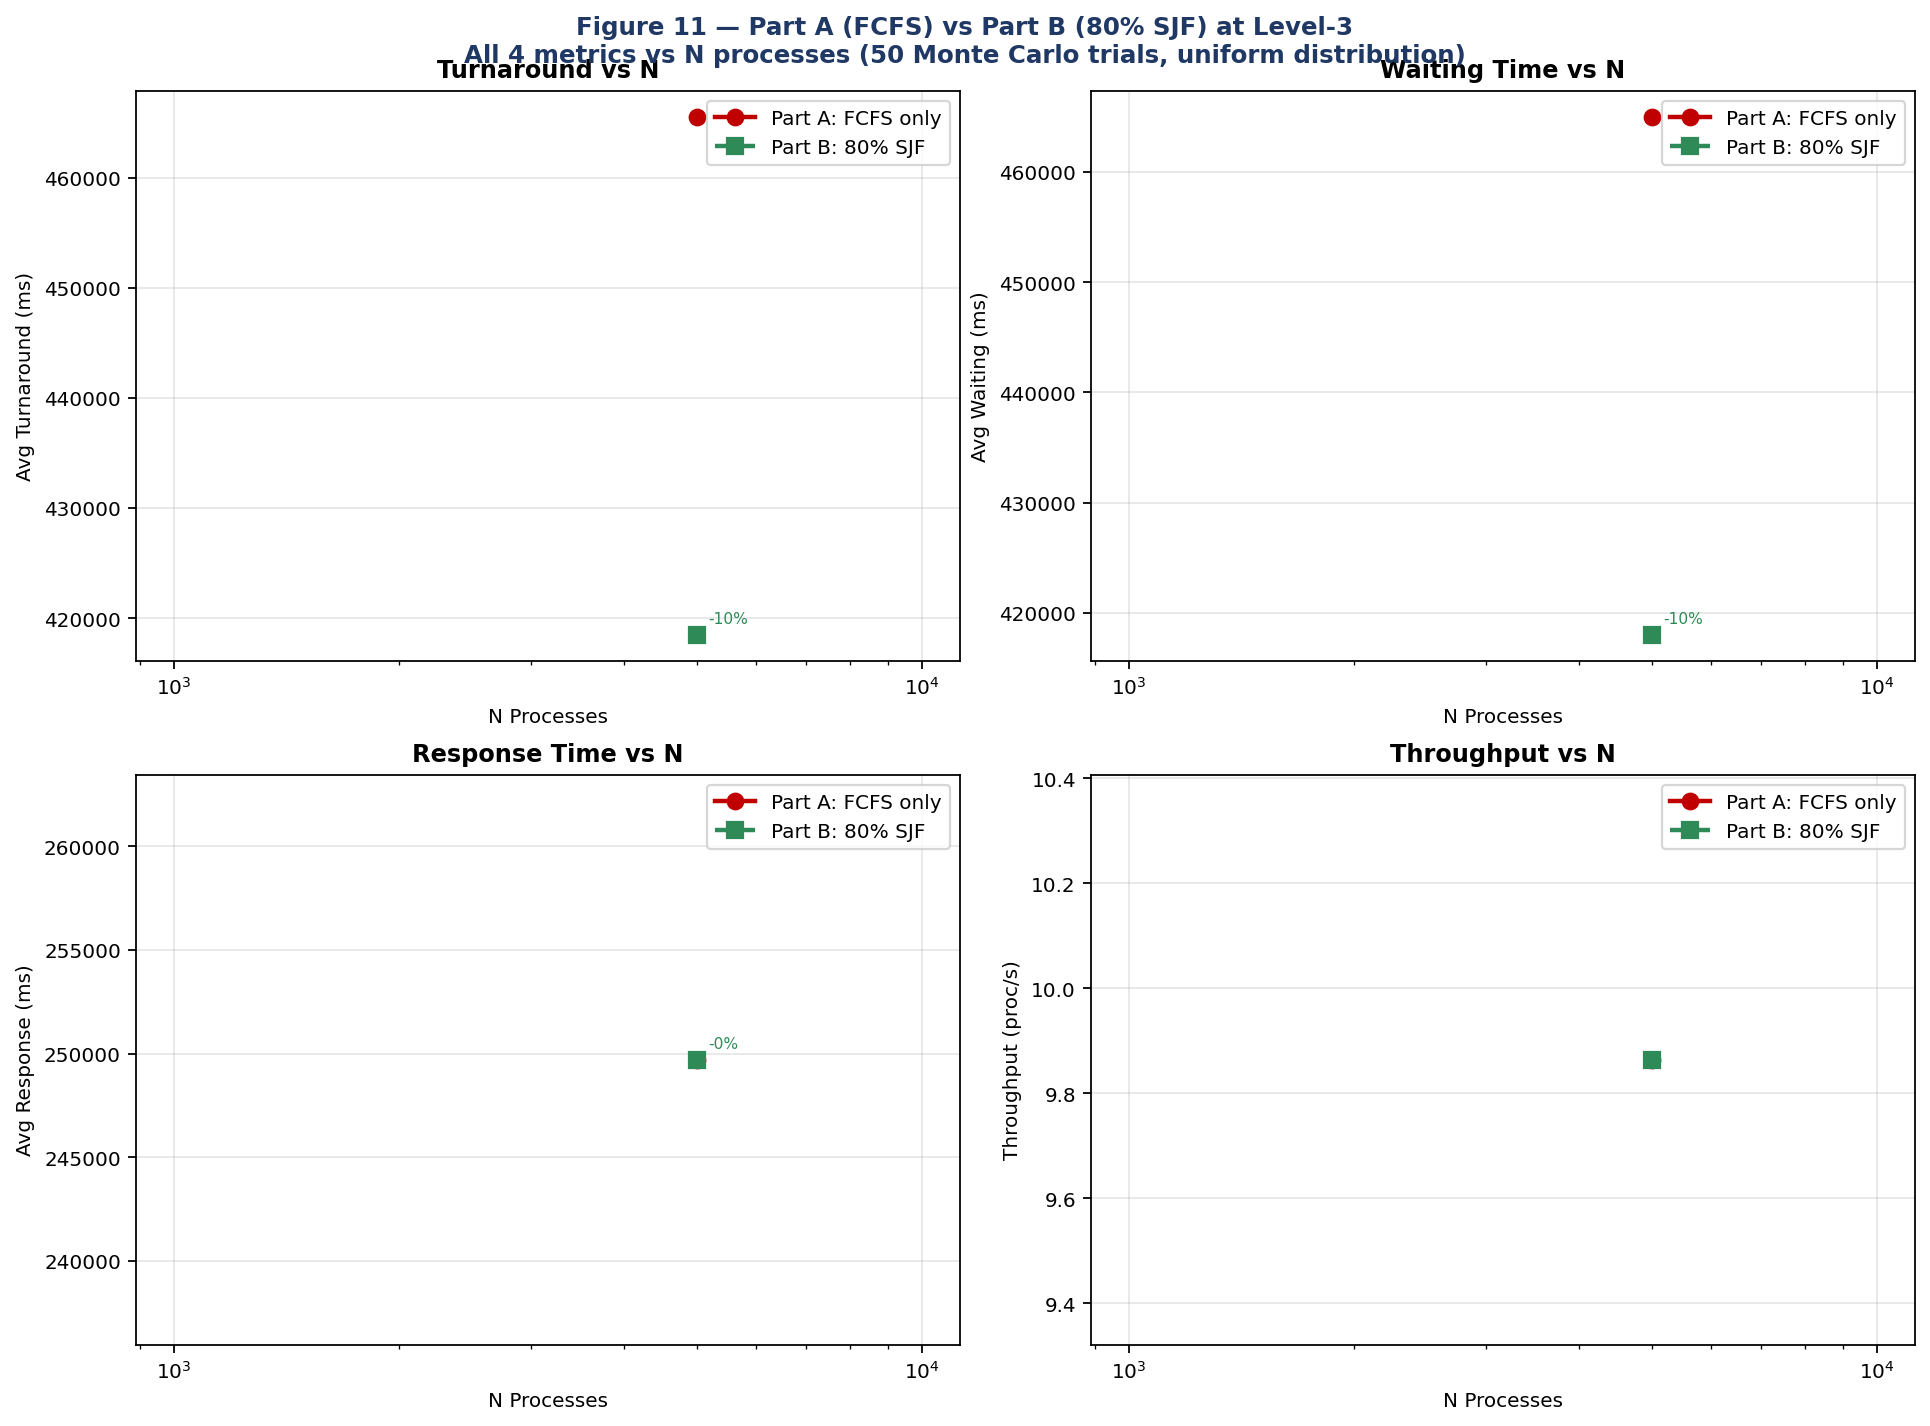 Figure 11 — Part A (FCFS) vs Part B (80% SJF) at Level-3
All 4 metrics vs N processes (50 Monte Carlo trials, uniform distribution)
Turnaround vs N
Part A: FCFS only
Part B: 80% SJF
460000
450000
440000
430000
420000
Avg Turnaround (ms)
-10%
10³
10⁴
N Processes
Waiting Time vs N
Part A: FCFS only
Part B: 80% SJF
460000
450000
440000
430000
420000
Avg Waiting (ms)
-10%
10³
10⁴
N Processes
Response Time vs N
Part A: FCFS only
Part B: 80% SJF
260000
255000
250000
245000
240000
Avg Response (ms)
-0%
10³
10⁴
N Processes
Throughput vs N
Part A: FCFS only
Part B: 80% SJF
10.4
10.2
10.0
9.8
9.6
9.4
Throughput (proc/s)
10³
10⁴
N Processes